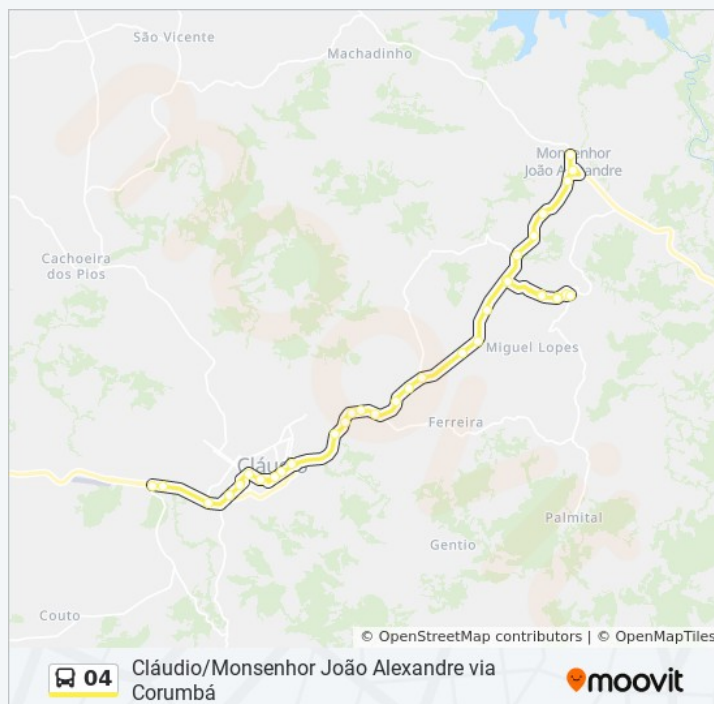 São Vicente
Machadinho
Monsenhor
João Alexandre
Cachoeira
dos Pios
Miguel Lopes
Ferreira
Cláudio
Palmital
Gentio
Couto
© OpenStreetMap contributors | © OpenMapTiles
04
Cláudio/Monsenhor João Alexandre via
Corumbá
moovit